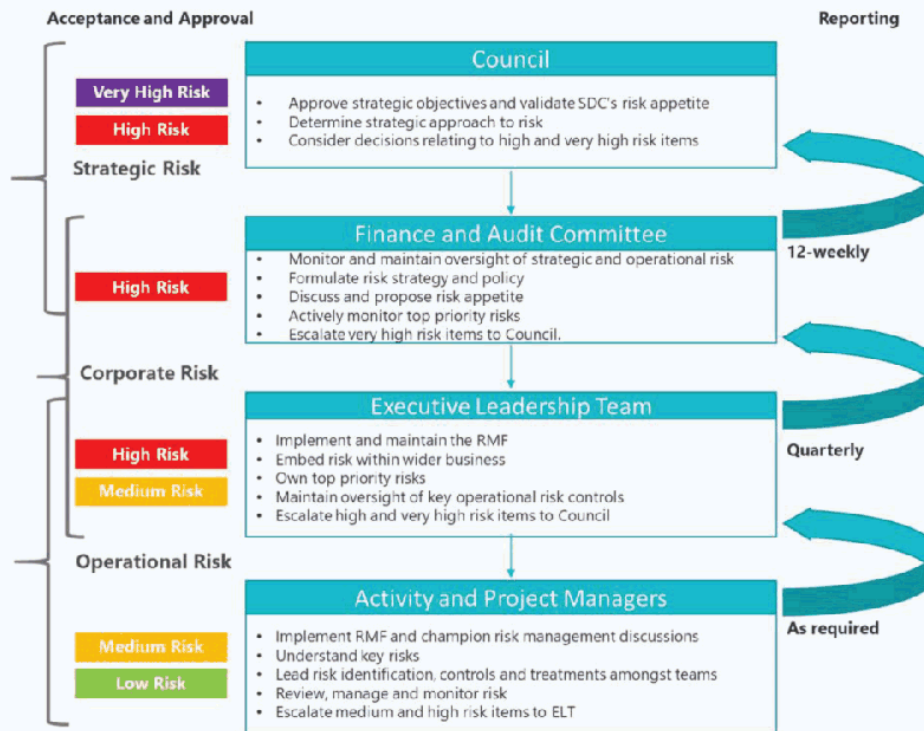 Acceptance and Approval
Reporting
Council
Very High Risk
High Risk
Strategic Risk
• Approve strategic objectives and validate SDC's risk appetite
• Determine strategic approach to risk
• Consider decisions relating to high and very high risk items
12-weekly
Finance and Audit Committee
High Risk
• Monitor and maintain oversight of strategic and operational risk
• Formulate risk strategy and policy
• Discuss and propose risk appetite
• Actively monitor top priority risks
• Escalate very high risk items to Council.
Corporate Risk
Quarterly
Executive Leadership Team
High Risk
Medium Risk
• Implement and maintain the RMF
• Embed risk within wider business
• Own top priority risks
• Maintain oversight of key operational risk controls
• Escalate high and very high risk items to Council
Operational Risk
As required
Activity and Project Managers
Medium Risk
Low Risk
• Implement RMF and champion risk management discussions
• Understand key risks
• Lead risk identification, controls and treatments amongst teams
• Review, manage and monitor risk
• Escalate medium and high risk items to ELT